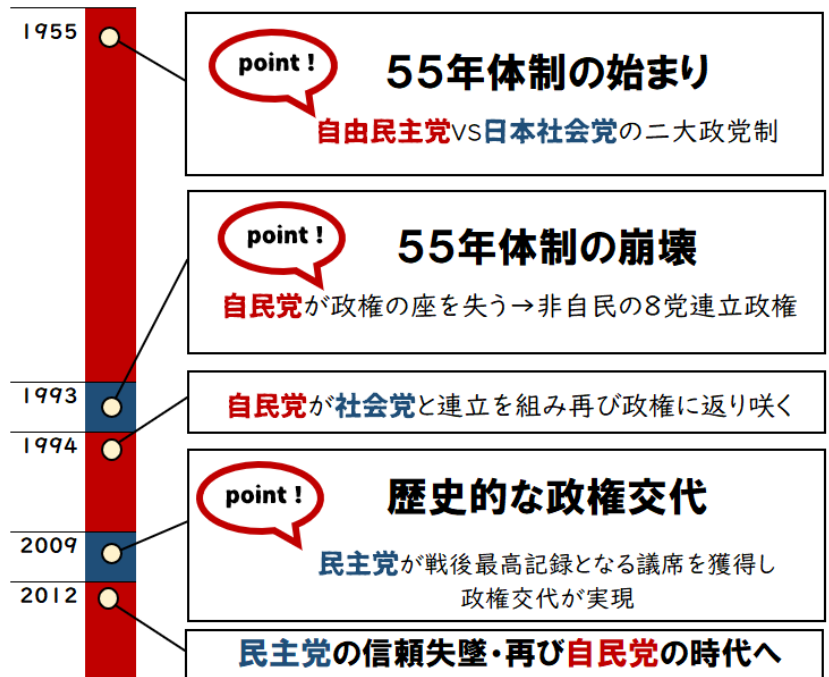 1955
point!
55年体制の始まり
自由民主党VS日本社会党の二大政党制
point!
55年体制の崩壊
自民党が政権の座を失う→非自民の8党連立政権
1993
自民党が社会党と連立を組み再び政権に返り咲く
1994
point!
歴史的な政権交代
2009
民主党が戦後最高記録となる議席を獲得し
政権交代が実現
2012
民主党の信頼失墜・再び自民党の時代へ